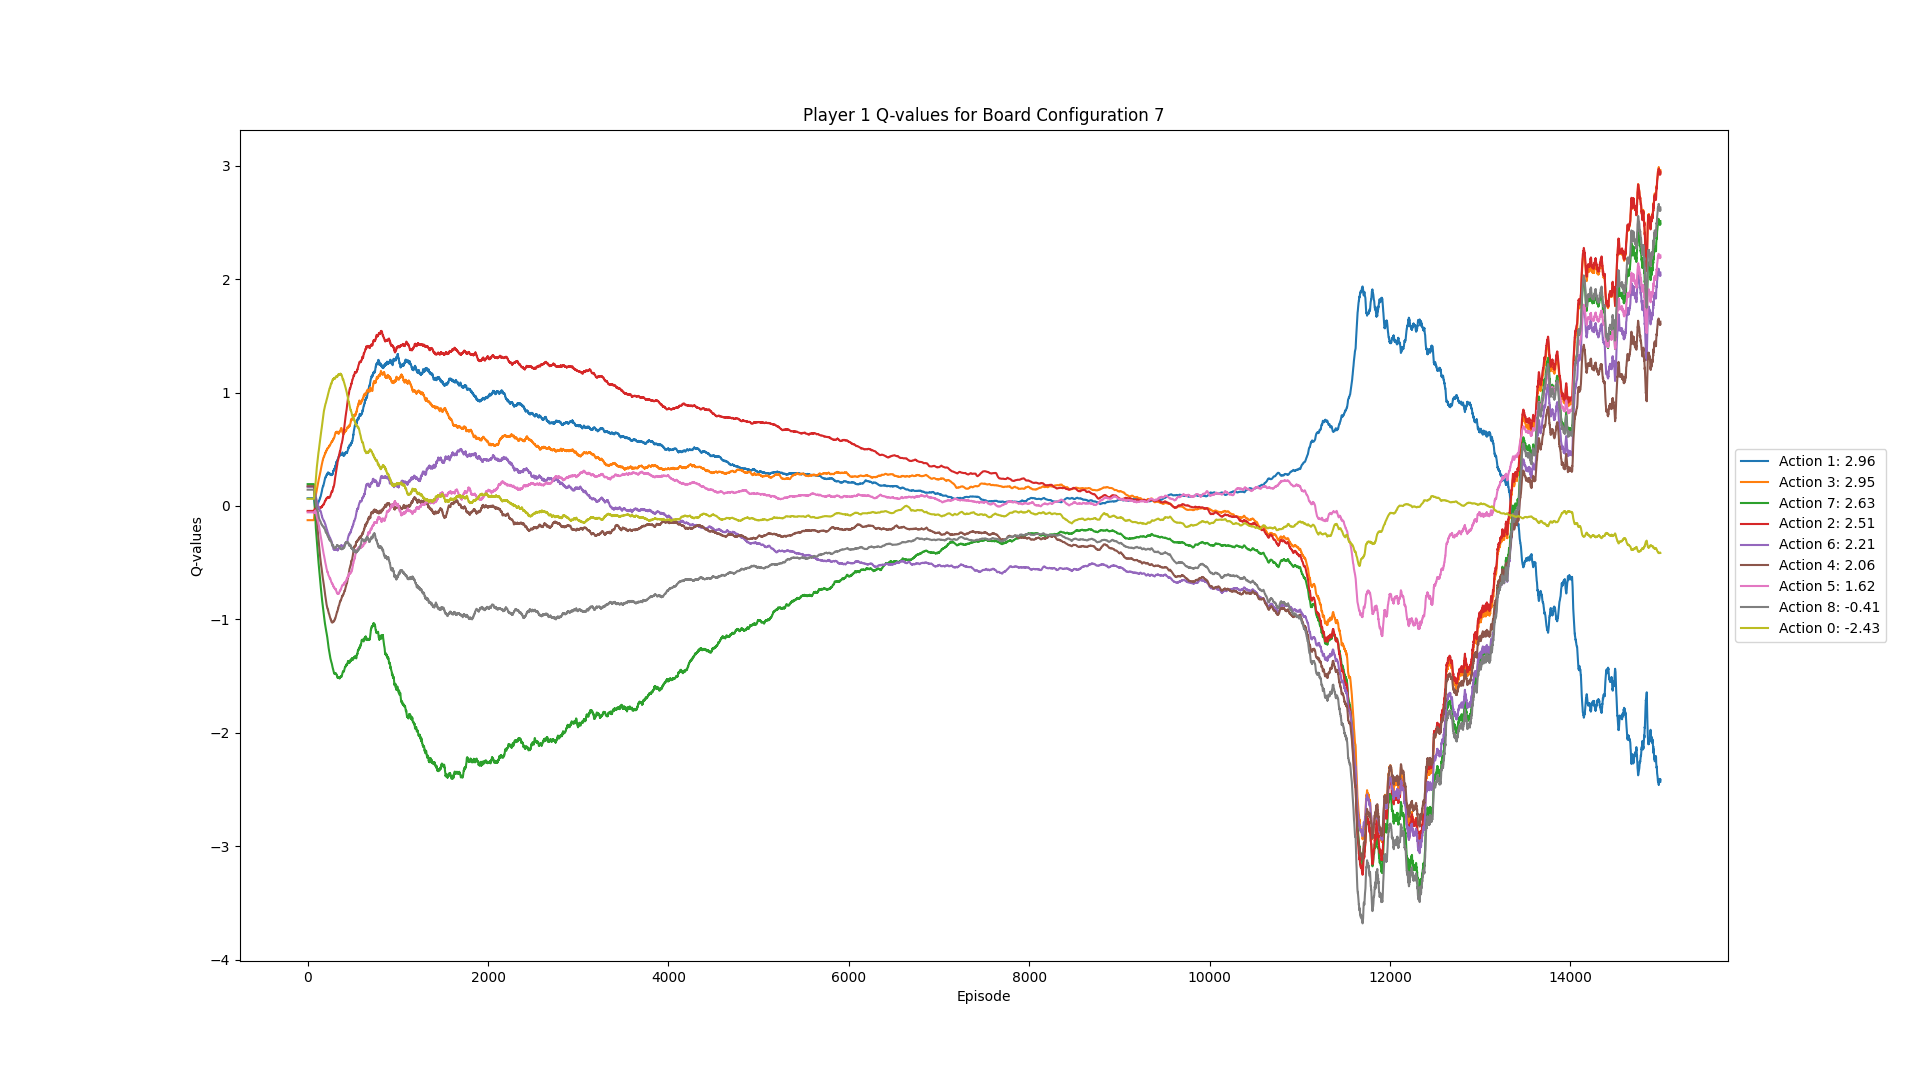 Player 1 Q-values for Board Configuration 7
3
2
1
0
−1
−2
−3
−4
Q-values
0
2000
4000
6000
8000
10000
12000
14000
Episode
Action 1: 2.96
Action 3: 2.95
Action 7: 2.63
Action 2: 2.51
Action 6: 2.21
Action 4: 2.06
Action 5: 1.62
Action 8: -0.41
Action 0: -2.43